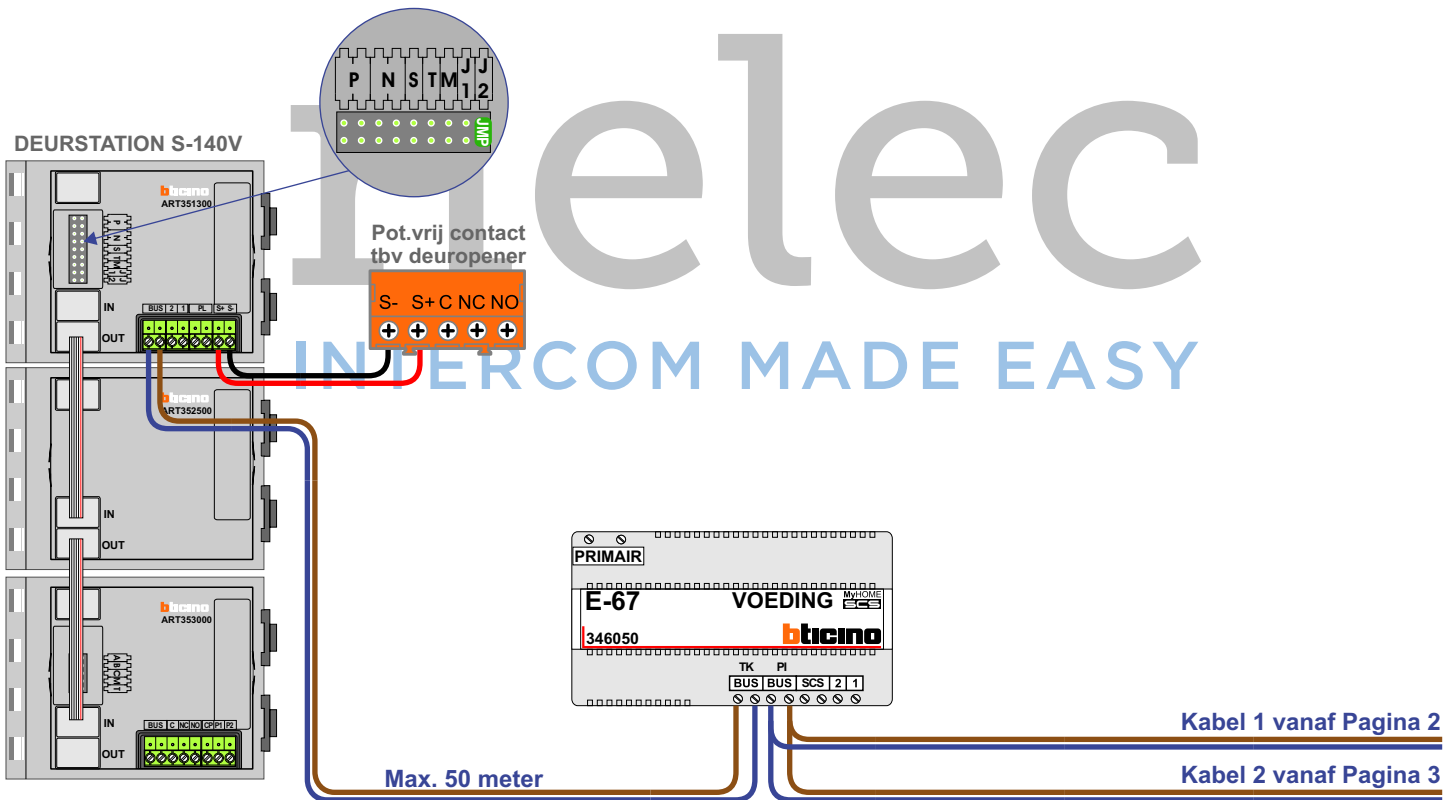 nelec
INTERCOM MADE EASY
P N S T M J1 J2
JMP
DEURSTATION S-140V
bticino
ART351300
P N S T M J1 J2
IN
OUT
BUS 2 1 PL S+ S-
Pot.vrij contact
tbv deuropener
S- S+ C NC NO
bticino
ART352500
IN
OUT
bticino
ART353000
A B C M T
IN
OUT
BUS C NC NO CP P1 P2
PRIMAIR
E-67 VOEDING MyHOME SCS
346050 bticino
TK PI
BUS BUS SCS 2 1
Max. 50 meter
Kabel 1 vanaf Pagina 2
Kabel 2 vanaf Pagina 3